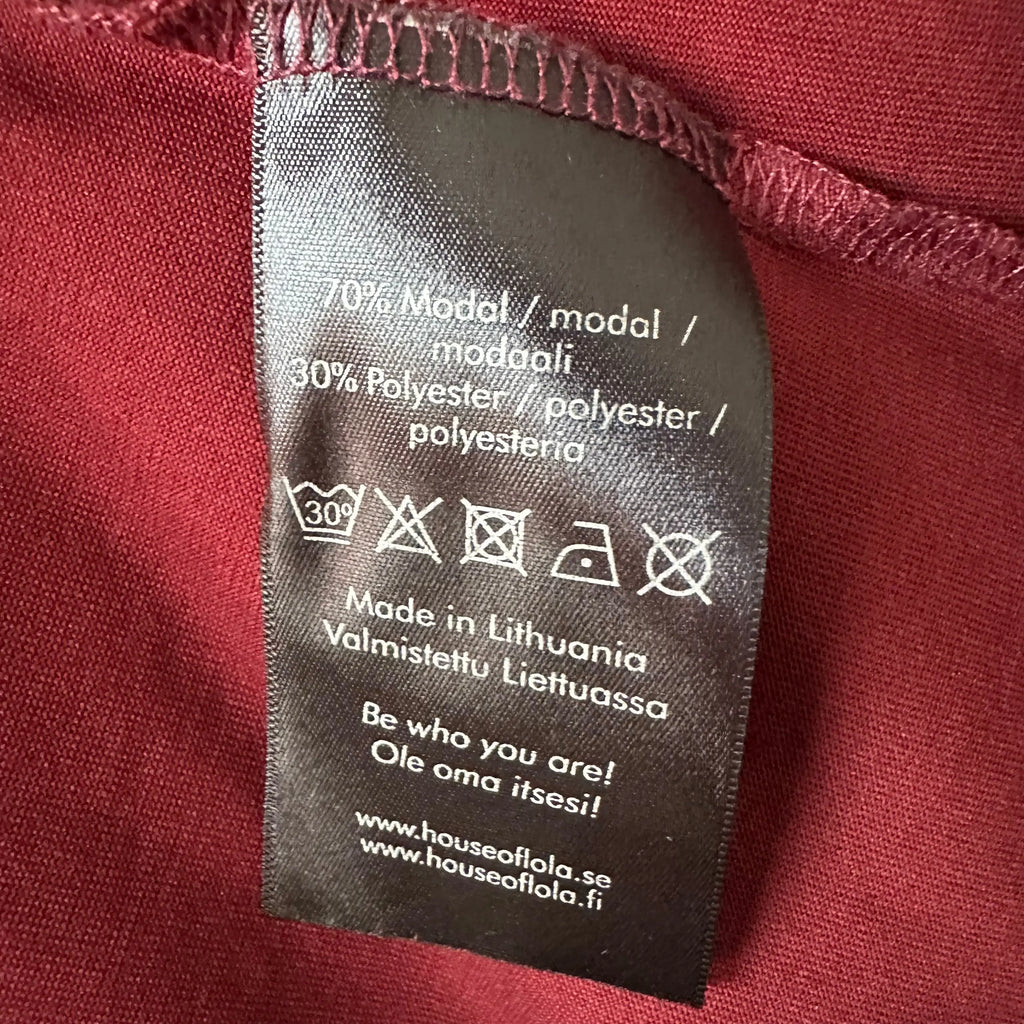 70% Modal / modal /
modaali
30% Polyester / polyester /
polyesteria
30°
Made in Lithuania
Valmistettu Liettuassa
Be who you are!
Ole oma itsesi!
www.houseoflola.se
www.houseoflola.fi